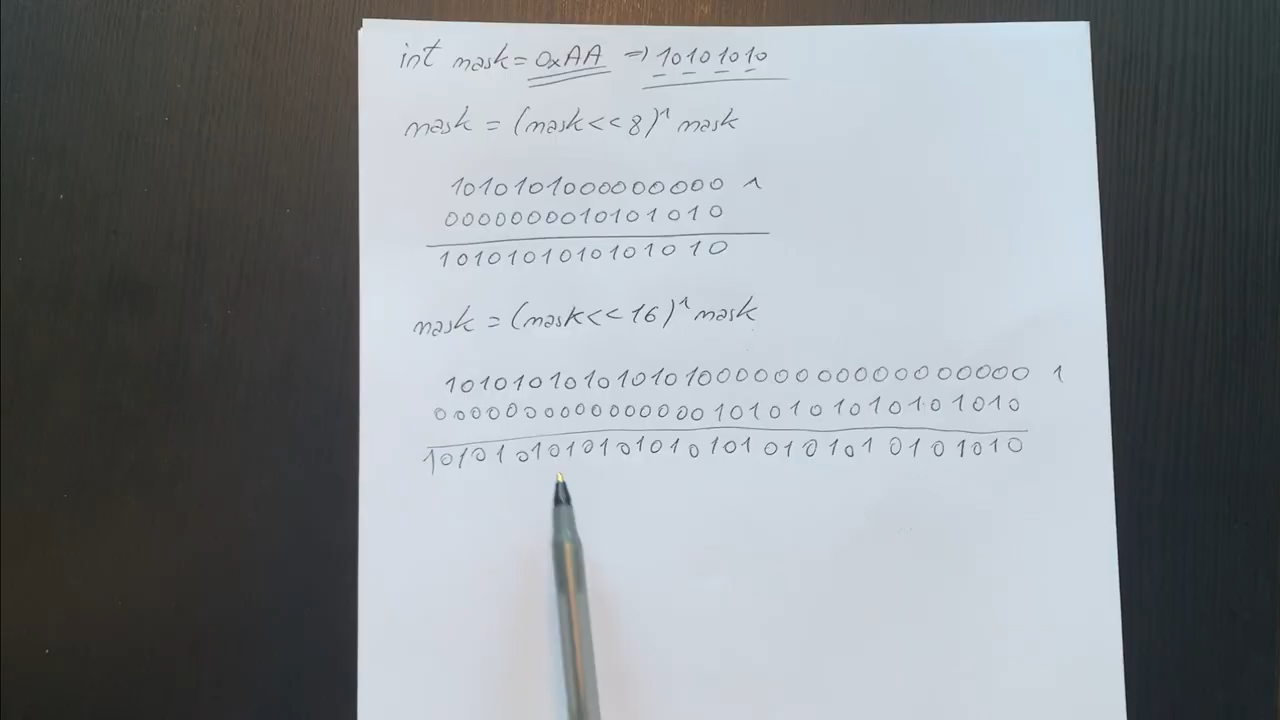 int mask = 0xAA => 10101010
mask = (mask<<8)^mask
1010101000000000 ^
0000000010101010
1010101010101010
mask = (mask<<16)^mask
10101010101010100000000000000000 ^
00000000000000001010101010101010
10101010101010101010101010101010